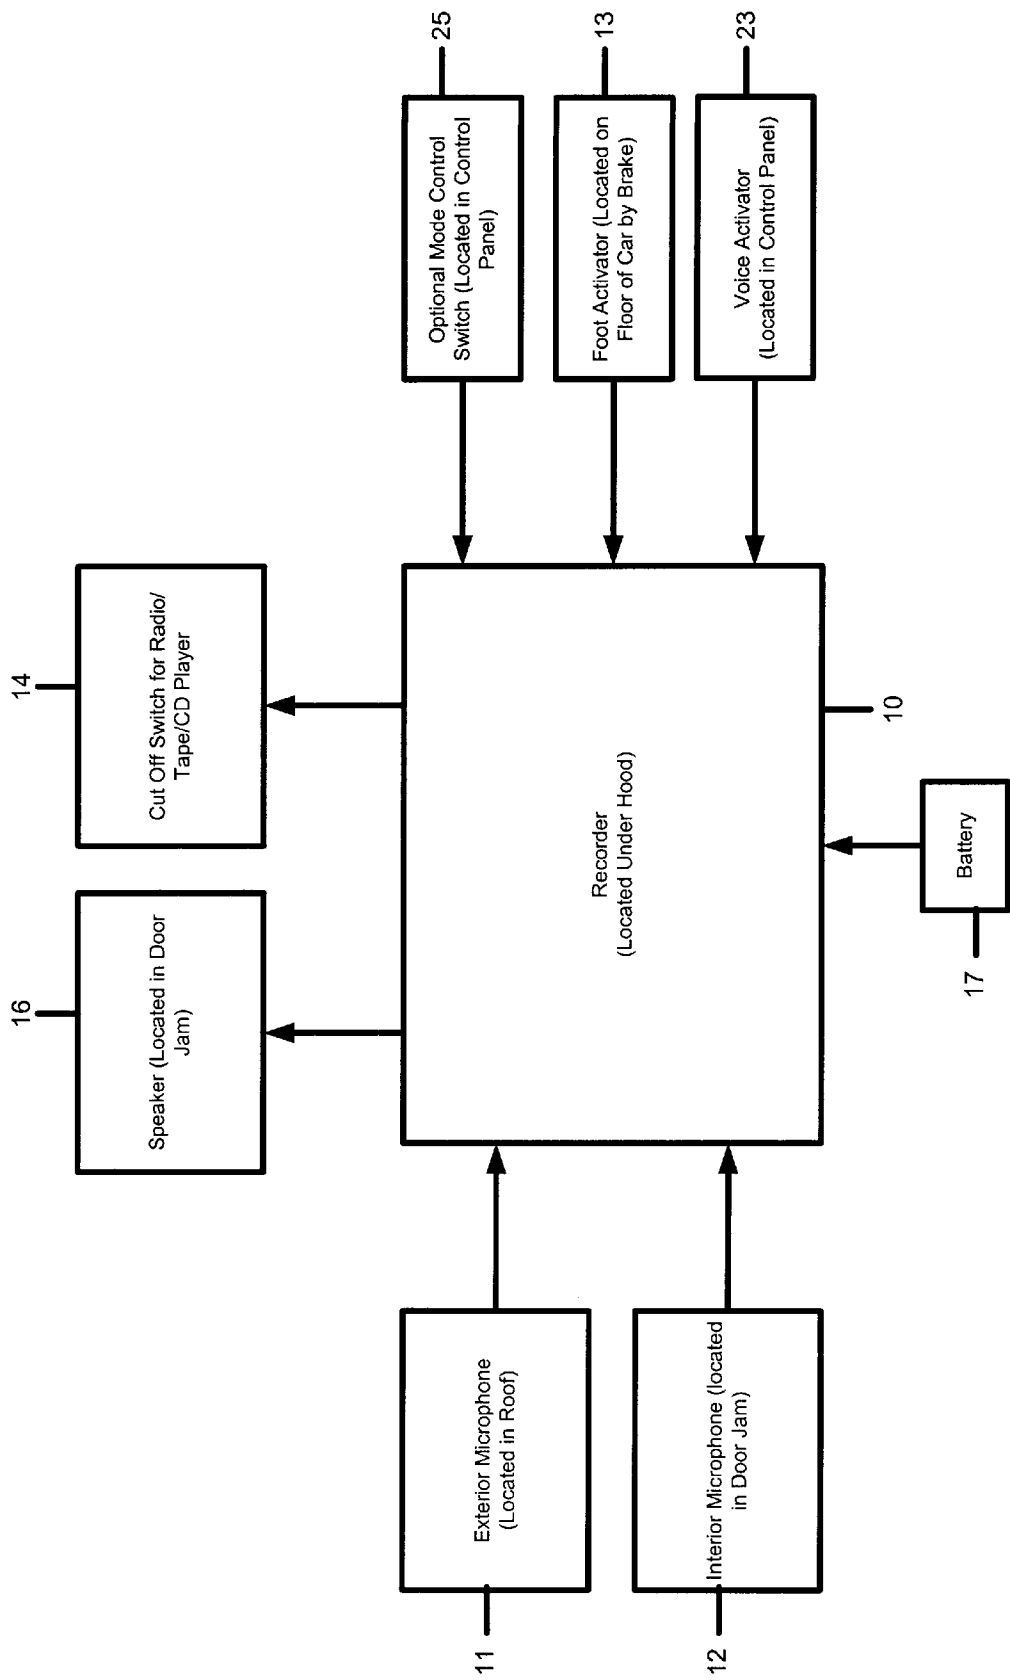 16
14
Speaker (Located in Door
Jam)
Cut Off Switch for Radio/
Tape/CD Player
11
Exterior Microphone
(Located in Roof)
12
Interior Microphone (located
in Door Jam)
Recorder
(Located Under Hood)
10
Optional Mode Control
Switch (Located in Control
Panel)
25
Foot Activator (Located on
Floor of Car by Brake)
13
Voice Activator
(Located in Control Panel)
23
17
Battery